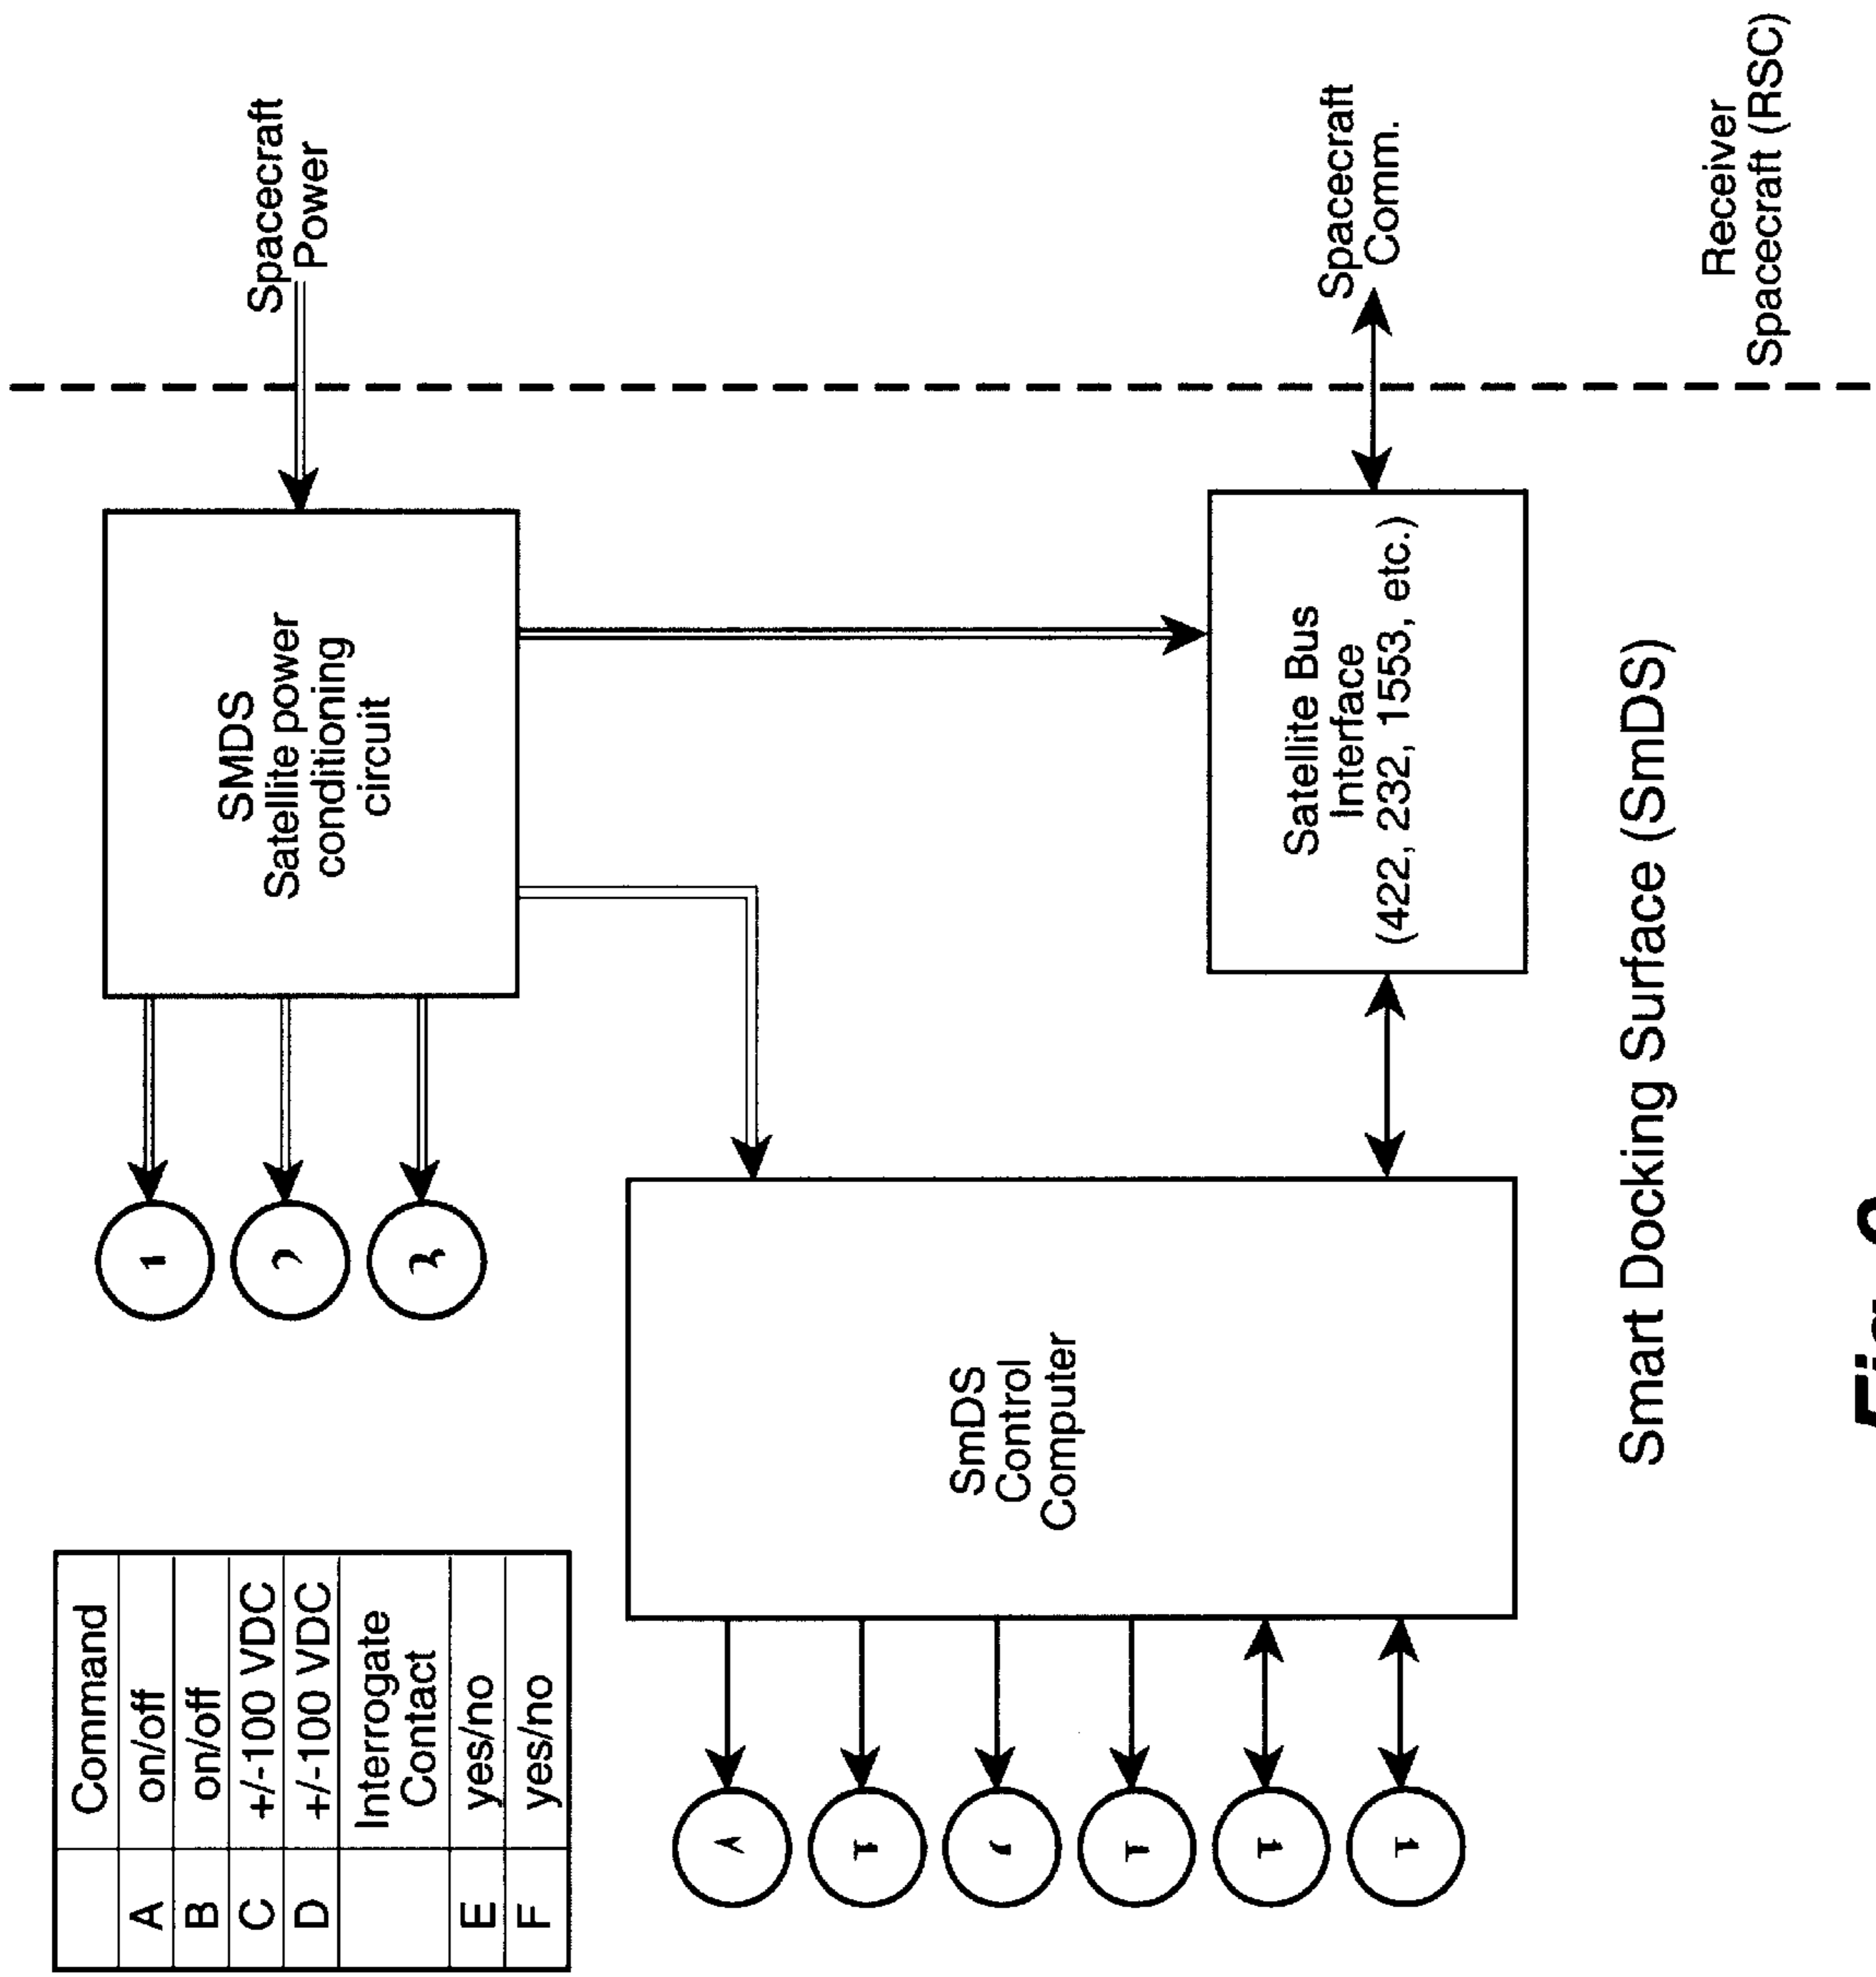 Command
A on/off
B on/off
C +/-100 VDC
D +/-100 VDC
Interrogate
Contact
E yes/no
F yes/no
SMDS
Satellite power
conditioning
circuit
Spacecraft
Power
SmDS
Control
Computer
Satellite Bus
Interface
(422, 232, 1553, etc.)
Spacecraft
Comm.
Smart Docking Surface (SmDS)
Receiver
Spacecraft (RSC)